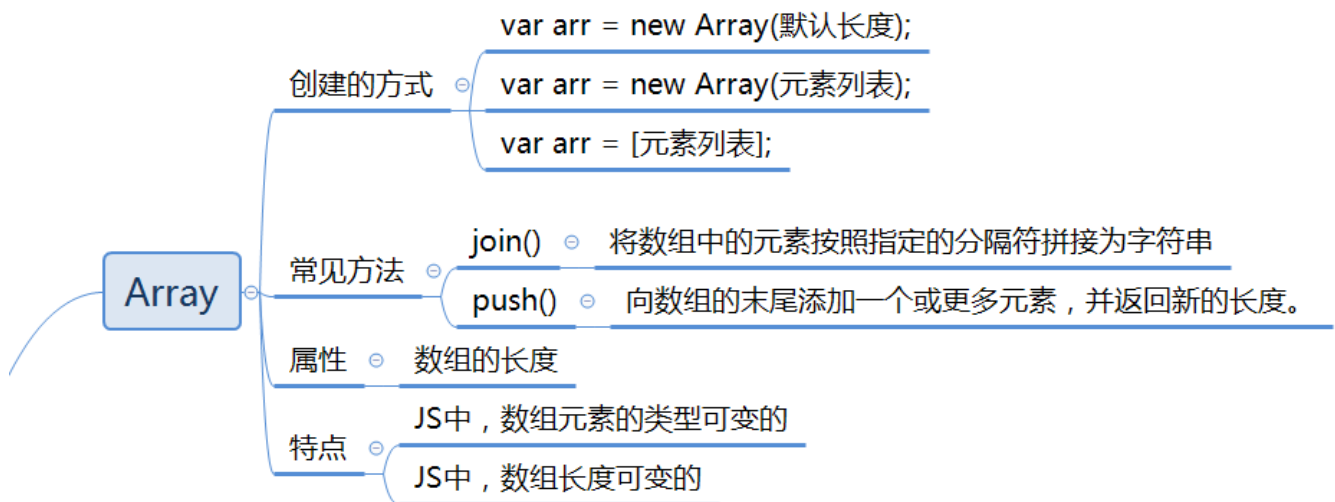 Array
创建的方式
var arr = new Array(默认长度);
var arr = new Array(元素列表);
var arr = [元素列表];
常见方法
join()
将数组中的元素按照指定的分隔符拼接为字符串
push()
向数组的末尾添加一个或更多元素，并返回新的长度。
属性
数组的长度
特点
JS中，数组元素的类型可变的
JS中，数组长度可变的